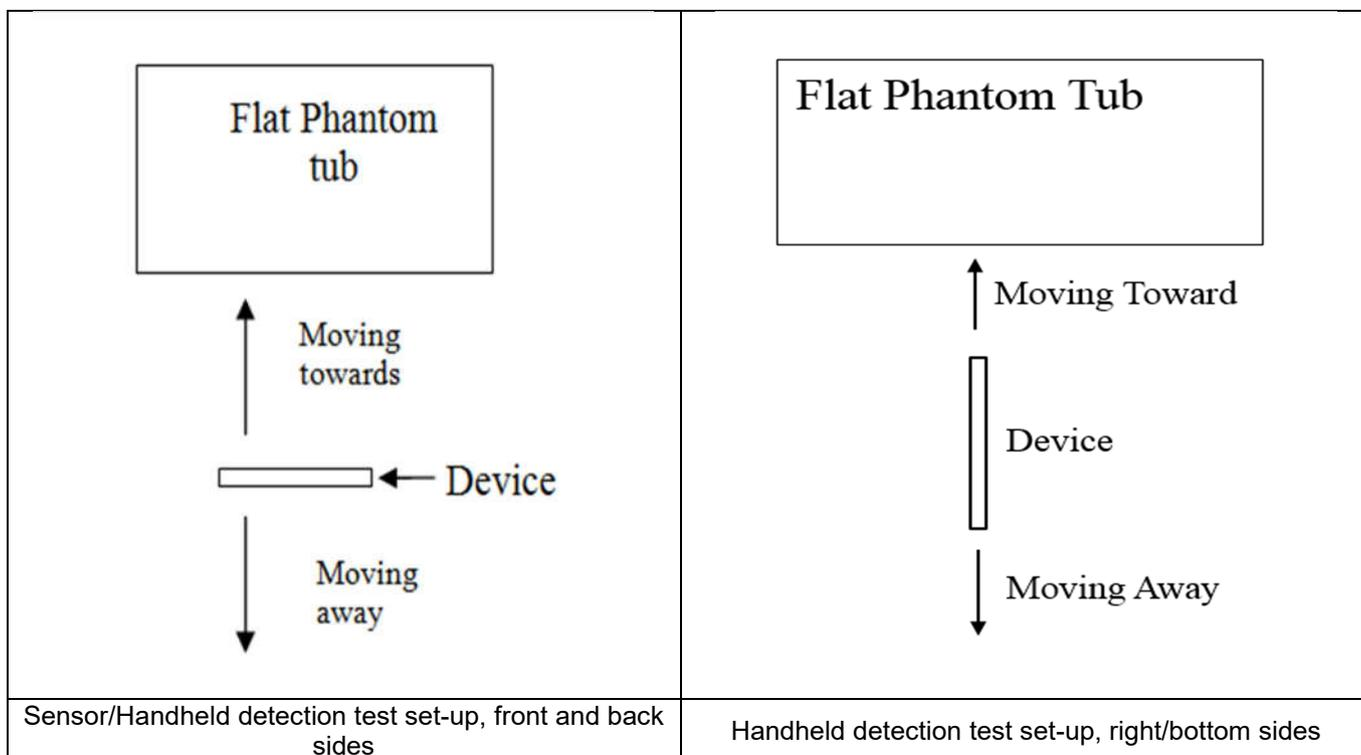 Flat Phantom
tub
Moving
towards
Device
Moving
away
Sensor/Handheld detection test set-up, front and back
sides
Flat Phantom Tub
Moving Toward
Device
Moving Away
Handheld detection test set-up, right/bottom sides